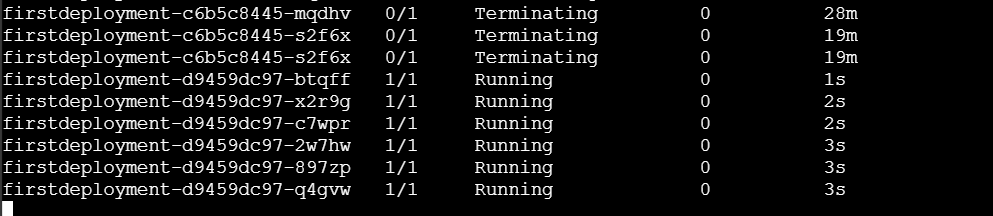 firstdeployment-c6b5c8445-mqdhv 0/1 Terminating 0 28m
firstdeployment-c6b5c8445-s2f6x 0/1 Terminating 0 19m
firstdeployment-c6b5c8445-s2f6x 0/1 Terminating 0 19m
firstdeployment-d9459dc97-btqff 1/1 Running 0 1s
firstdeployment-d9459dc97-x2r9g 1/1 Running 0 2s
firstdeployment-d9459dc97-c7wpr 1/1 Running 0 2s
firstdeployment-d9459dc97-2w7hw 1/1 Running 0 3s
firstdeployment-d9459dc97-897zp 1/1 Running 0 3s
firstdeployment-d9459dc97-q4gvw 1/1 Running 0 3s